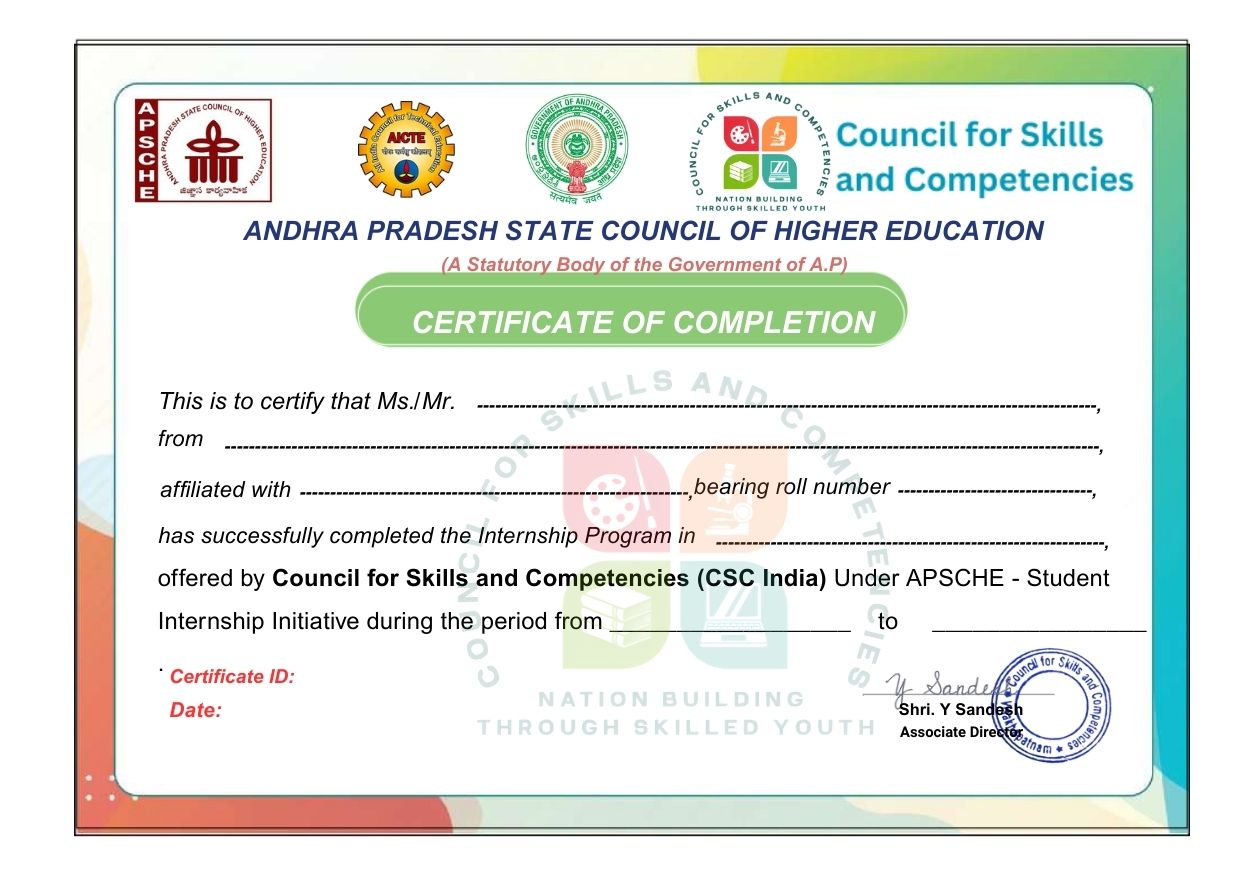 APSCHE
ANDHRA PRADESH STATE COUNCIL OF HIGHER EDUCATION
All India Council for Technical Education
AICTE
GOVERNMENT OF ANDHRA PRADESH
सत्यमेव जयते
COUNCIL FOR SKILLS AND COMPETENCIES
NATION BUILDING
THROUGH SKILLED YOUTH
Council for Skills
and Competencies
ANDHRA PRADESH STATE COUNCIL OF HIGHER EDUCATION
(A Statutory Body of the Government of A.P)
CERTIFICATE OF COMPLETION
This is to certify that Ms./Mr. ,
from ,
affiliated with , bearing roll number ,
has successfully completed the Internship Program in ,
offered by Council for Skills and Competencies (CSC India) Under APSCHE - Student
Internship Initiative during the period from ____________________ to __________________
.
Certificate ID:
Date:
COUNCIL FOR SKILLS AND COMPETENCIES
NATION BUILDING
THROUGH SKILLED YOUTH
Y Sandesh
Shri. Y Sandesh
Associate Director
Council for Skills and Competencies
Visakhapatnam